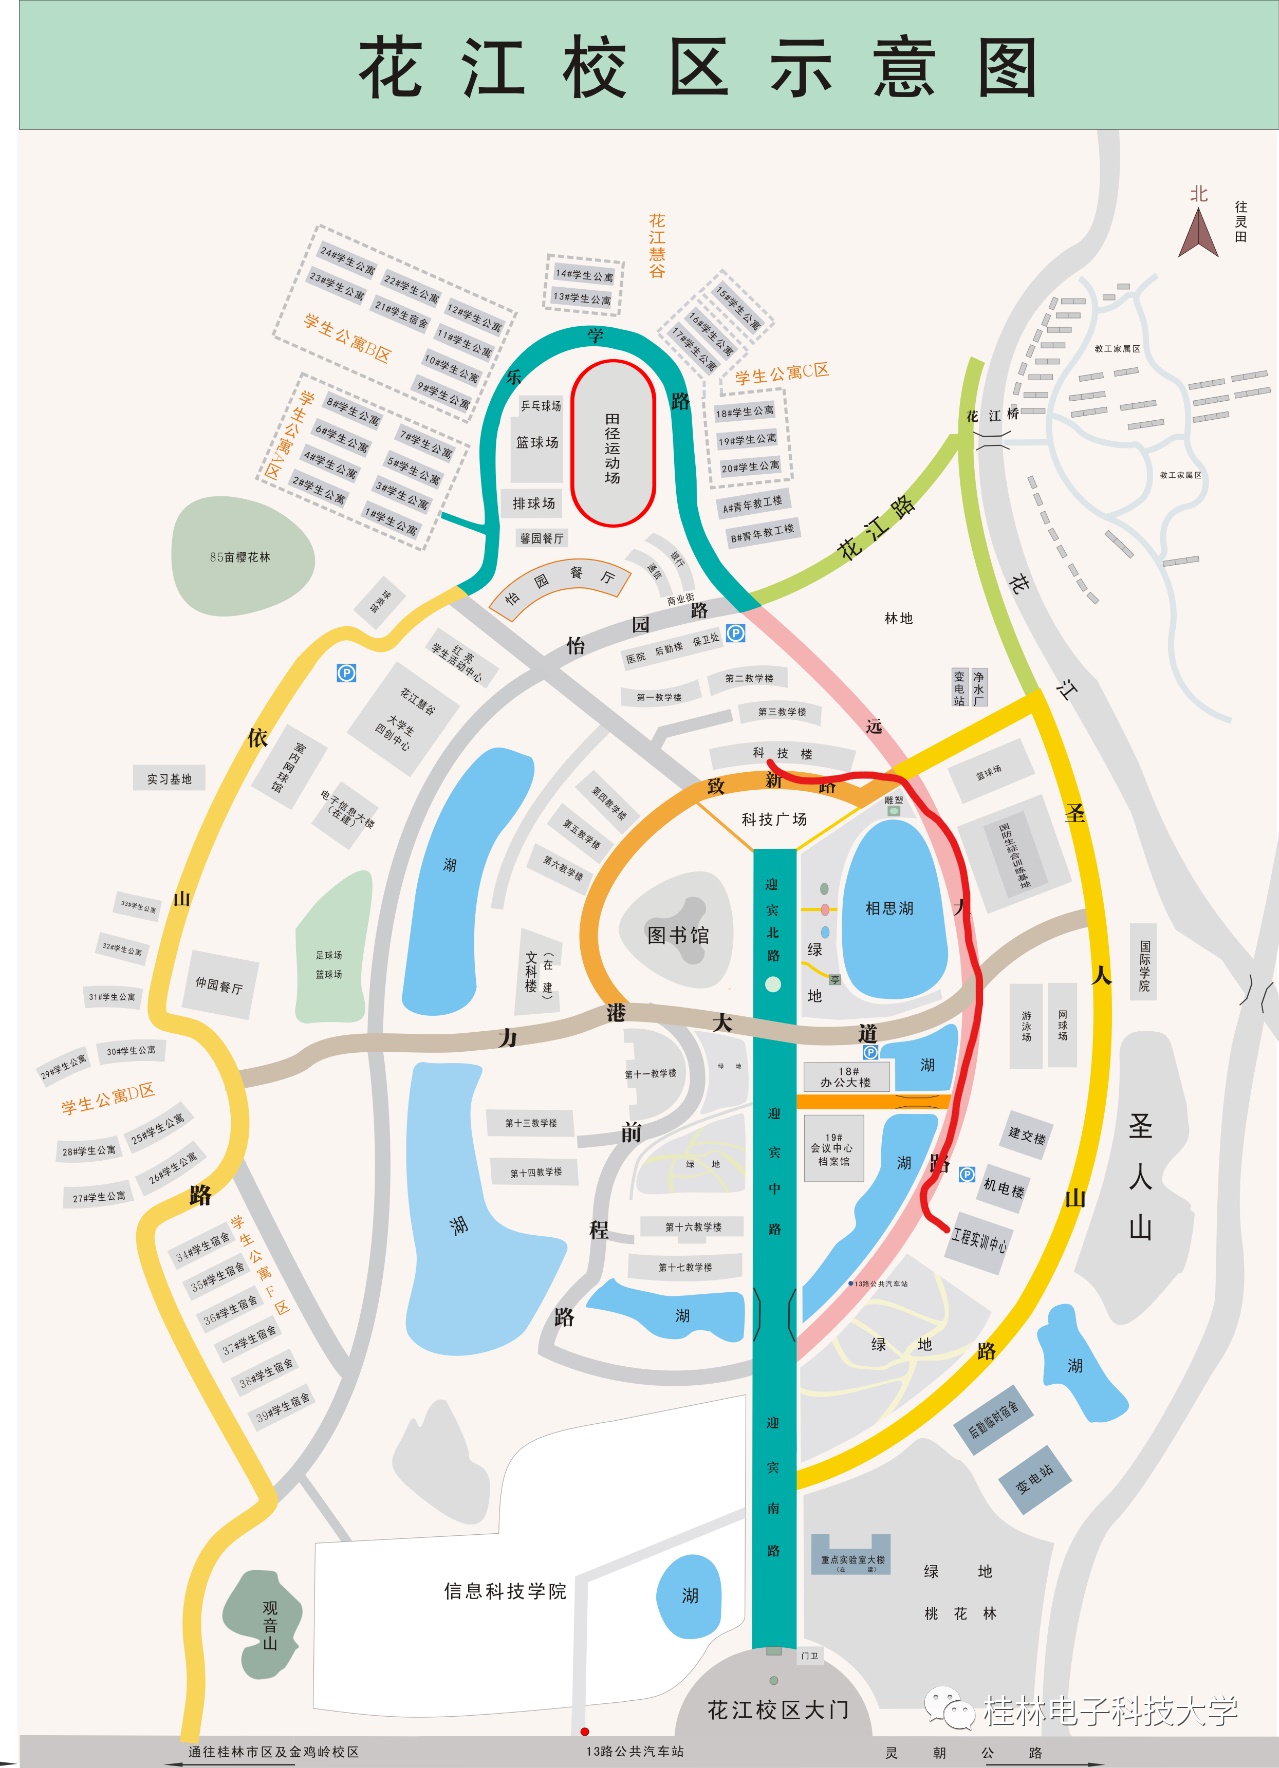 花江校区示意图
北
往灵田
花江慧谷
24#学生公寓
23#学生公寓
22#学生公寓
21#学生宿舍
12#学生公寓
11#学生公寓
10#学生公寓
9#学生公寓
学生公寓B区
14#学生公寓
13#学生公寓
15#学生公寓
16#学生公寓
17#学生公寓
学生公寓C区
18#学生公寓
19#学生公寓
20#学生公寓
A#青年教工楼
B#青年教工楼
学生公寓A区
8#学生公寓
6#学生公寓
4#学生公寓
2#学生公寓
7#学生公寓
5#学生公寓
3#学生公寓
1#学生公寓
乐学路
乒乓球场
篮球场
田径运动场
排球场
馨园餐厅
怡园餐厅
银行
通信
商业街
怡园路
教工家属区
教工家属区
花江桥
花江路
花江
85亩樱花林
球类馆
红亮
学生活动中心
花江慧谷
大学生
四创中心
室内网球馆
电子信息大楼
(在建)
实习基地
P
医院 后勤楼 保卫处
P
第一教学楼
第二教学楼
第三教学楼
科技楼
林地
变电站
净水厂
远大路
致新路
科技广场
雕塑
篮球场
国防生综合训练基地
圣人山路
依山路
湖
第四教学楼
第五教学楼
第六教学楼
图书馆
文科楼
(在建)
迎宾北路
绿地
亭
相思湖
国际学院
游泳场
网球场
33#学生公寓
32#学生公寓
31#学生公寓
仲园餐厅
足球场
篮球场
30#学生公寓
29#学生公寓
学生公寓D区
28#学生公寓
25#学生公寓
27#学生公寓
26#学生公寓
力港大道
P
湖
18#
办公大楼
19#
会议中心
档案馆
湖
第十一教学楼
绿地
第十三教学楼
第十四教学楼
绿地
第十六教学楼
第十七教学楼
前程路
迎宾中路
湖
湖
建交楼
机电楼
P
工程实训中心
圣人山
13路公共汽车站
绿地
34#学生宿舍
35#学生宿舍
36#学生宿舍
37#学生宿舍
38#学生宿舍
39#学生宿舍
学生公寓F区
湖
后勤临时宿舍
变电站
迎宾南路
重点实验室大楼
(在建)
绿地
桃花林
信息科技学院
湖
观音山
门卫
花江校区大门
桂林电子科技大学
通往桂林市区及金鸡岭校区
13路公共汽车站
灵朝公路